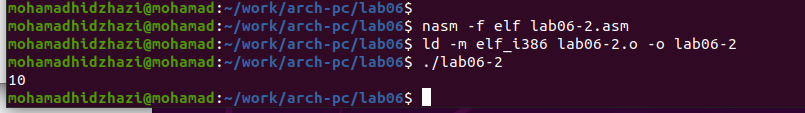 mohamadhidzhazi@mohamad:~/work/arch-pc/lab06$
mohamadhidzhazi@mohamad:~/work/arch-pc/lab06$ nasm -f elf lab06-2.asm
mohamadhidzhazi@mohamad:~/work/arch-pc/lab06$ ld -m elf_i386 lab06-2.o -o lab06-2
mohamadhidzhazi@mohamad:~/work/arch-pc/lab06$ ./lab06-2
10
mohamadhidzhazi@mohamad:~/work/arch-pc/lab06$